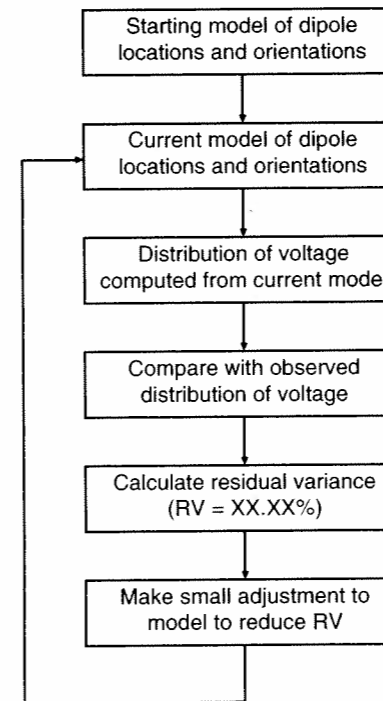 Starting model of dipole
locations and orientations
Current model of dipole
locations and orientations
Distribution of voltage
computed from current mode
Compare with observed
distribution of voltage
Calculate residual variance
(RV = XX.XX%)
Make small adjustment to
model to reduce RV